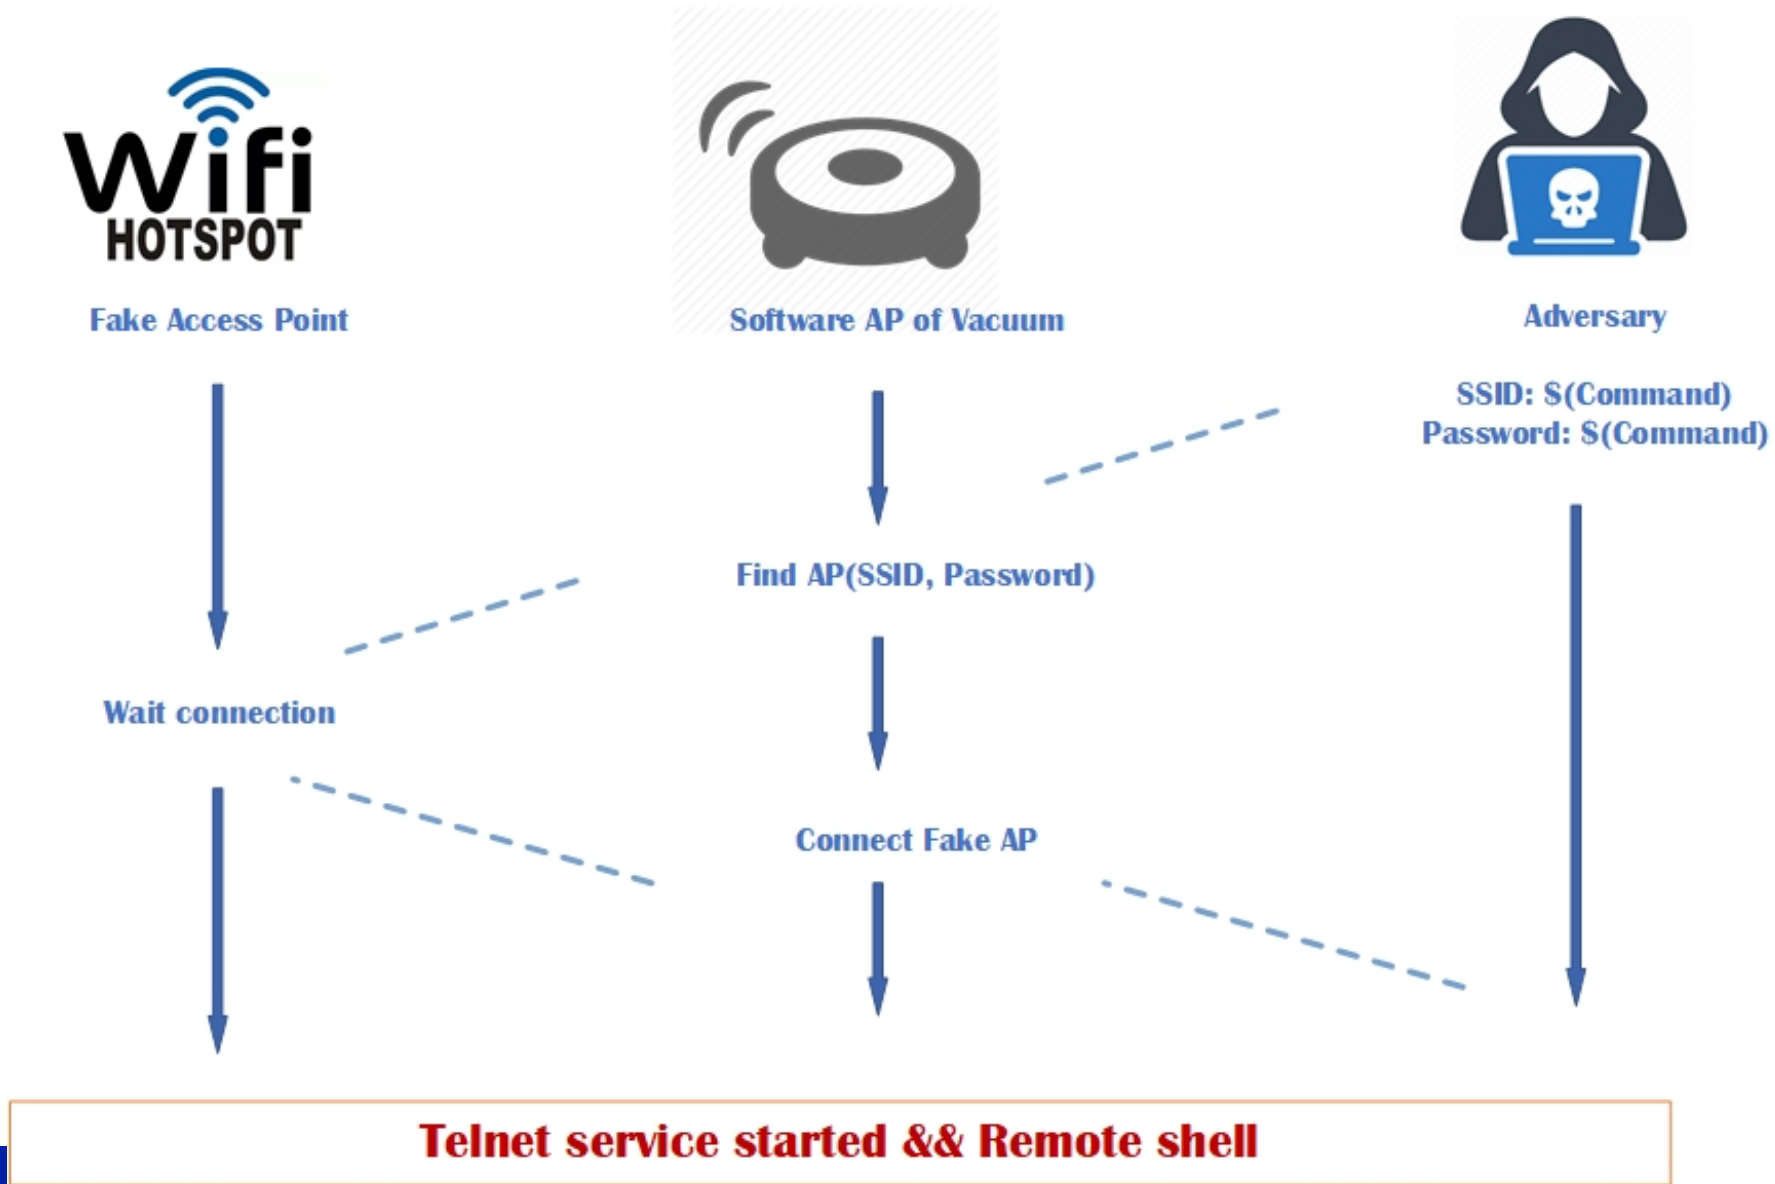 Wifi
HOTSPOT
Fake Access Point
Software AP of Vacuum
Adversary
SSID: $(Command)
Password: $(Command)
Find AP(SSID, Password)
Wait connection
Connect Fake AP
Telnet service started && Remote shell